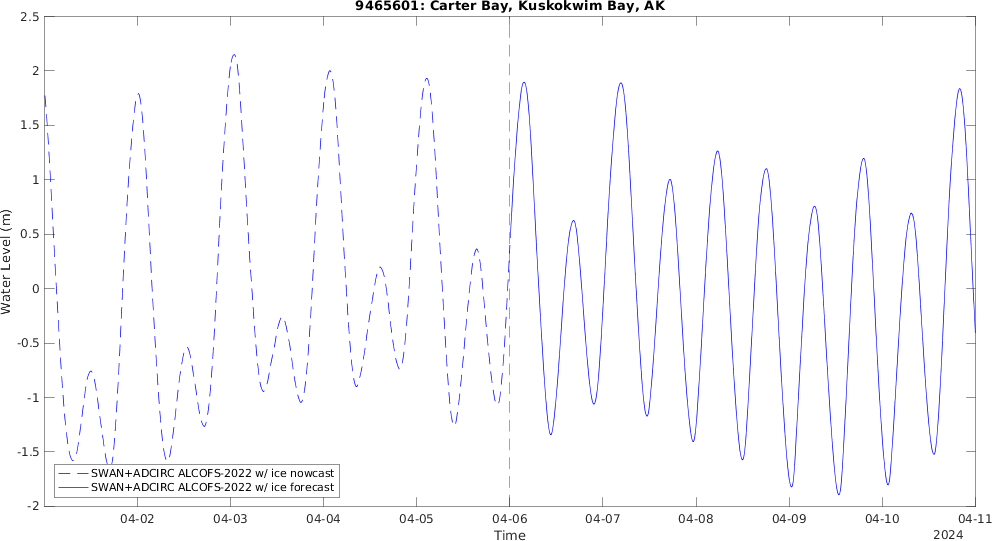 9465601: Carter Bay, Kuskokwim Bay, AK
2.5
2
1.5
1
0.5
0
-0.5
-1
-1.5
-2
Water Level (m)
SWAN+ADCIRC ALCOFS-2022 w/ ice nowcast
SWAN+ADCIRC ALCOFS-2022 w/ ice forecast
04-02 04-03 04-04 04-05 04-06 04-07 04-08 04-09 04-10 04-11
Time
2024